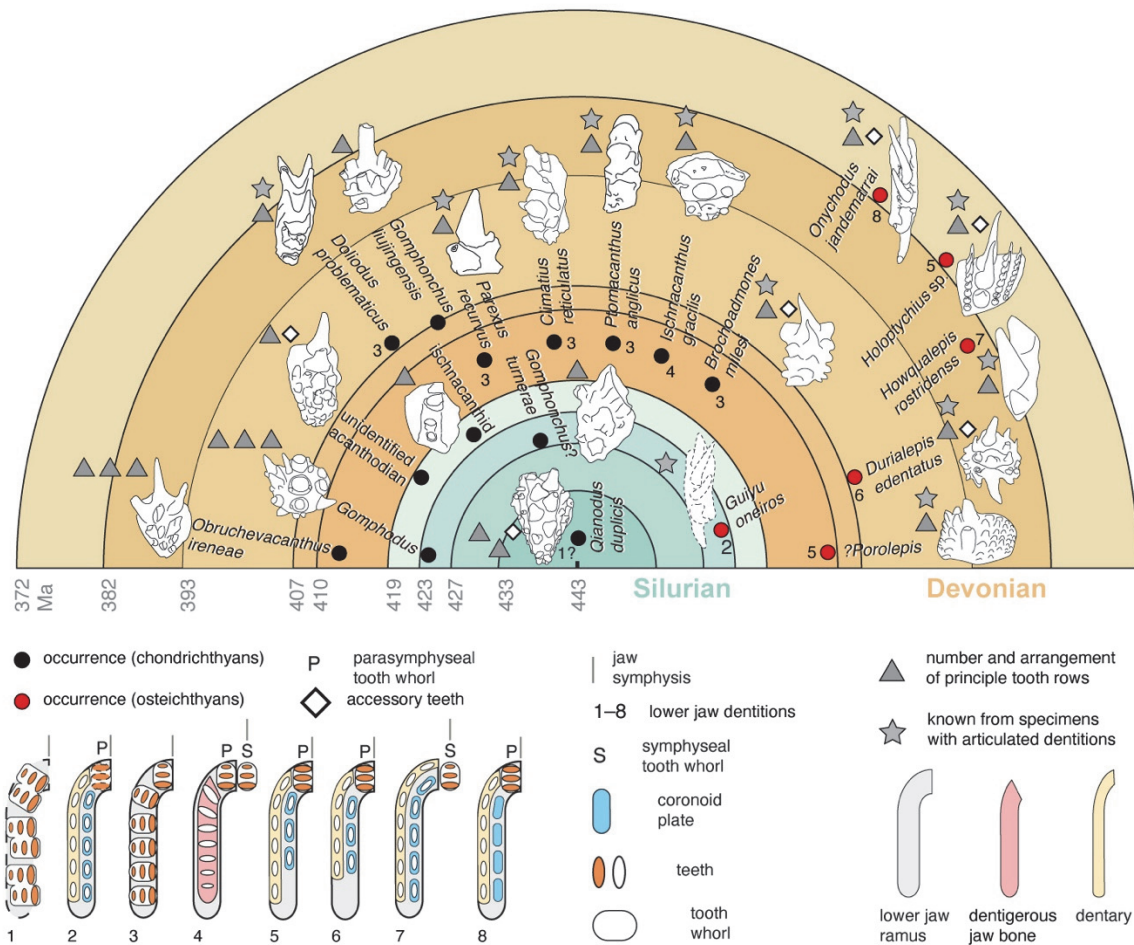 Onychodus
jandemarrai
8
Holoptychius sp.
5
Howqualepis
rostridenss
7
Durialepis
edentatus
6
?Porolepis
5
Guiyu
oneiros
2
Brochoadmones
milesi
3
Ischnacanthus
gracilis
4
Ptomacanthus
anglicus
3
Climatius
reticulatus
3
Parexus
recurvus
3
Gomphonchus
liujingensis
Doliodus
problematicus
3
Gomphonchus?
turnerae
ischnacanthid
unidentified
acanthodian
Gomphodus
Obruchevacanthus
ireneae
Qianodus
duplicis
1?
372
Ma
382
393
407
410
419
423
427
433
443
Silurian
Devonian
occurrence (chondrichthyans)
occurrence (osteichthyans)
P
parasymphyseal
tooth whorl
accessory teeth
jaw
symphysis
1–8 lower jaw dentitions
S
symphyseal
tooth whorl
coronoid
plate
teeth
tooth
whorl
number and arrangement
of principle tooth rows
known from specimens
with articulated dentitions
lower jaw
ramus
dentigerous
jaw bone
dentary
P
P S
P
P
S
P
1 2 3 4 5 6 7 8